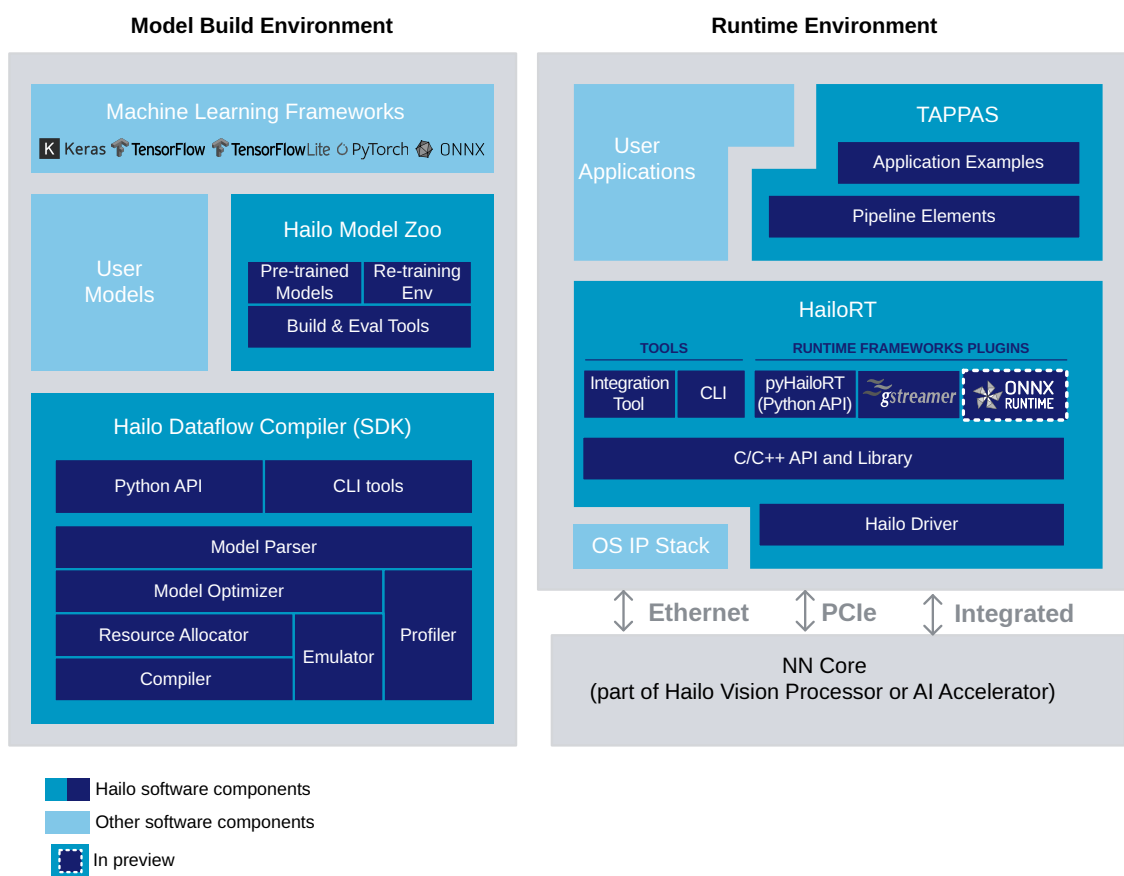 Model Build Environment
Machine Learning Frameworks
K Keras TensorFlow TensorFlow Lite PyTorch ONNX
User
Models
Hailo Model Zoo
Pre-trained
Models
Re-training
Env
Build & Eval Tools
Hailo Dataflow Compiler (SDK)
Python API
CLI tools
Model Parser
Model Optimizer
Resource Allocator
Compiler
Emulator
Profiler
Runtime Environment
User
Applications
TAPPAS
Application Examples
Pipeline Elements
HailoRT
TOOLS
Integration
Tool
CLI
RUNTIME FRAMEWORKS PLUGINS
pyHailoRT
(Python API)
gstreamer
ONNX
RUNTIME
C/C++ API and Library
Hailo Driver
OS IP Stack
Ethernet
PCIe
Integrated
NN Core
(part of Hailo Vision Processor or AI Accelerator)
Hailo software components
Other software components
In preview